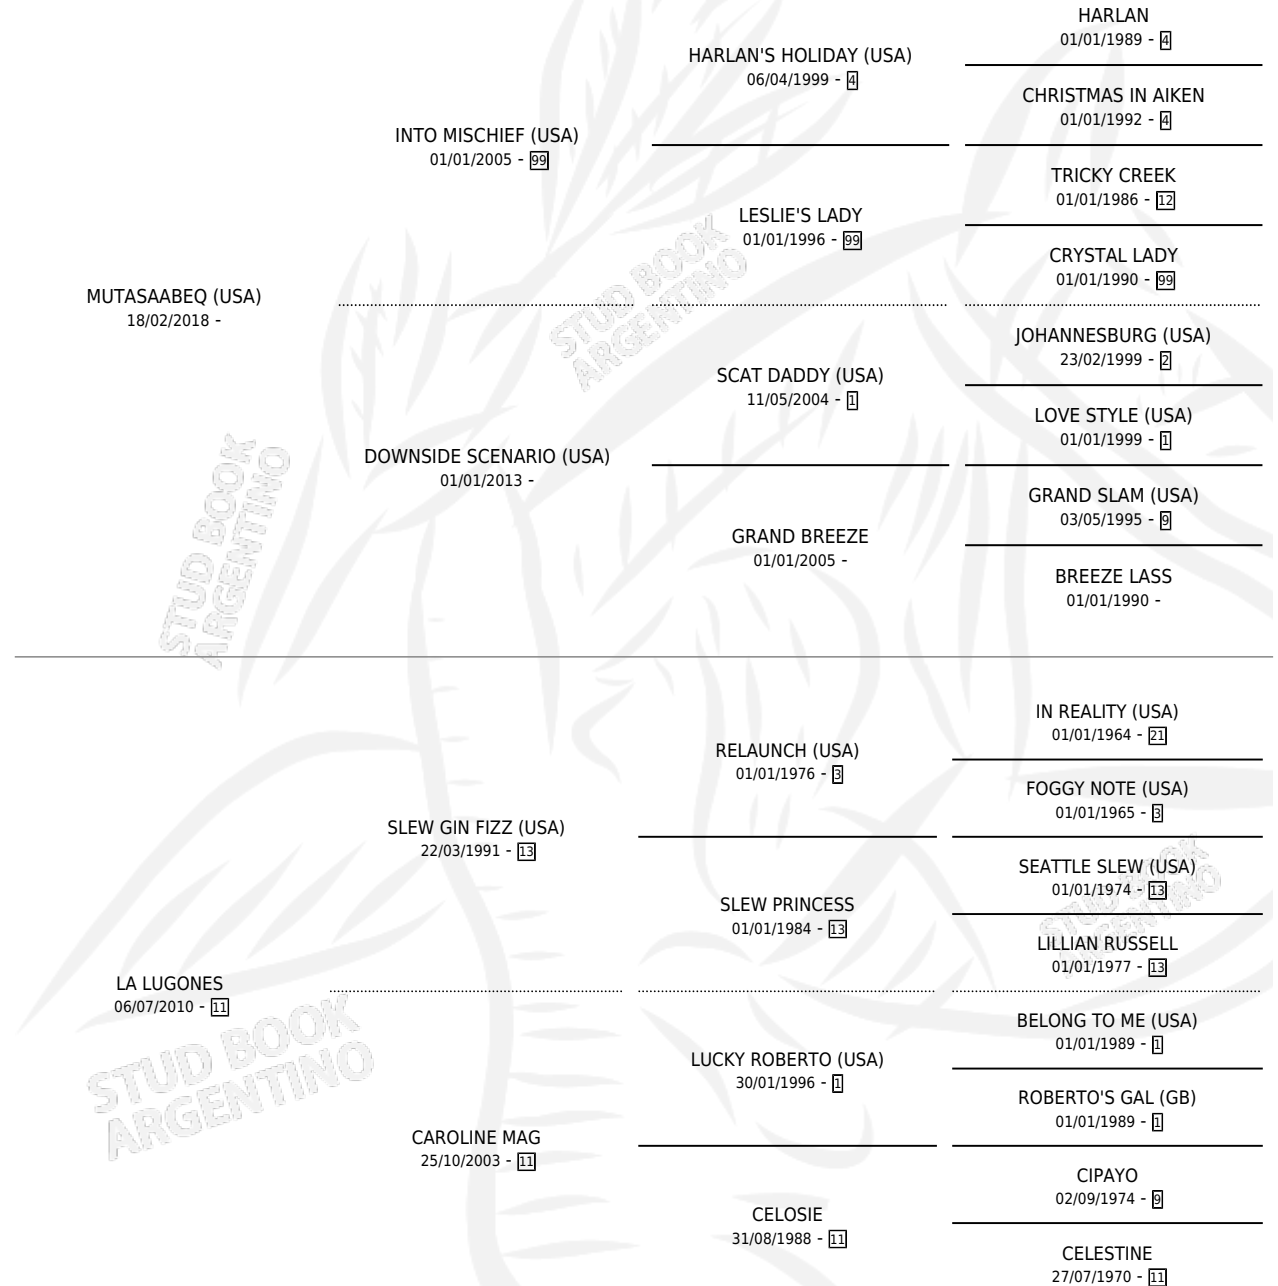 HARLAN
01/01/1989 - 4
HARLAN'S HOLIDAY (USA)
06/04/1999 - 4
CHRISTMAS IN AIKEN
01/01/1992 - 4
INTO MISCHIEF (USA)
01/01/2005 - 99
TRICKY CREEK
01/01/1986 - 12
LESLIE'S LADY
01/01/1996 - 99
CRYSTAL LADY
01/01/1990 - 99
MUTASAABEQ (USA)
18/02/2018 -
STUD BOOK
ARGENTINO
JOHANNESBURG (USA)
23/02/1999 - 2
SCAT DADDY (USA)
11/05/2004 - 1
LOVE STYLE (USA)
01/01/1999 - 1
DOWNSIDE SCENARIO (USA)
01/01/2013 -
GRAND SLAM (USA)
03/05/1995 - 9
GRAND BREEZE
01/01/2005 -
BREEZE LASS
01/01/1990 -
STUD BOOK
ARGENTINO
IN REALITY (USA)
01/01/1964 - 21
RELAUNCH (USA)
01/01/1976 - 3
FOGGY NOTE (USA)
01/01/1965 - 3
SLEW GIN FIZZ (USA)
22/03/1991 - 13
SEATTLE SLEW (USA)
01/01/1974 - 13
SLEW PRINCESS
01/01/1984 - 13
STUD BOOK
ARGENTINO
LILLIAN RUSSELL
01/01/1977 - 13
LA LUGONES
06/07/2010 - 11
BELONG TO ME (USA)
01/01/1989 - 1
LUCKY ROBERTO (USA)
30/01/1996 - 1
STUD BOOK
ARGENTINO
ROBERTO'S GAL (GB)
01/01/1989 - 1
CAROLINE MAG
25/10/2003 - 11
CIPAYO
02/09/1974 - 9
CELOSIE
31/08/1988 - 11
CELESTINE
27/07/1970 - 11